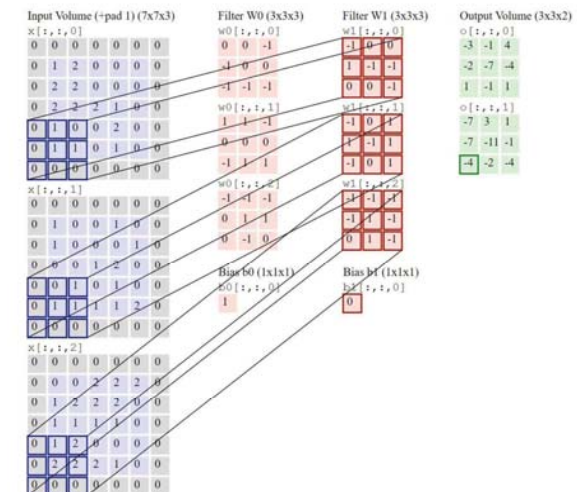 Input Volume (+pad 1) (7x7x3)
x[:,:,0]
0 0 0 0 0 0 0
0 1 2 0 0 0 0
0 2 2 0 0 0 0
0 2 2 2 1 0 0
0 1 0 0 2 0 0
0 1 1 0 1 0 0
0 0 0 0 0 0 0
x[:,:,1]
0 0 0 0 0 0 0
0 1 0 0 1 0 0
0 1 0 0 0 1 0
0 0 0 1 2 0 0
0 0 1 0 1 0 0
0 1 1 1 1 2 0
0 0 0 0 0 0 0
x[:,:,2]
0 0 0 0 0 0 0
0 0 0 2 2 2 0
0 1 2 2 2 0 0
0 1 1 1 1 0 0
0 1 2 0 0 0 0
0 2 2 2 1 0 0
0 0 0 0 0 0 0
Filter W0 (3x3x3)
w0[:,:,0]
0 0 -1
-1 0 0
-1 -1 -1
w0[:,:,1]
1 1 -1
0 0 0
-1 1 1
w0[:,:,2]
-1 -1 -1
0 1 1
0 -1 0
Bias b0 (1x1x1)
b0[:,:,0]
1
Filter W1 (3x3x3)
w1[:,:,0]
-1 0 0
1 -1 -1
0 0 -1
w1[:,:,1]
-1 0 1
1 -1 1
-1 0 1
w1[:,:,2]
-1 -1 -1
-1 1 -1
0 1 -1
Bias b1 (1x1x1)
b1[:,:,0]
0
Output Volume (3x3x2)
o[:,:,0]
-3 -1 4
-2 -7 -4
1 -1 1
o[:,:,1]
-7 3 1
-7 -11 -1
-4 -2 -4